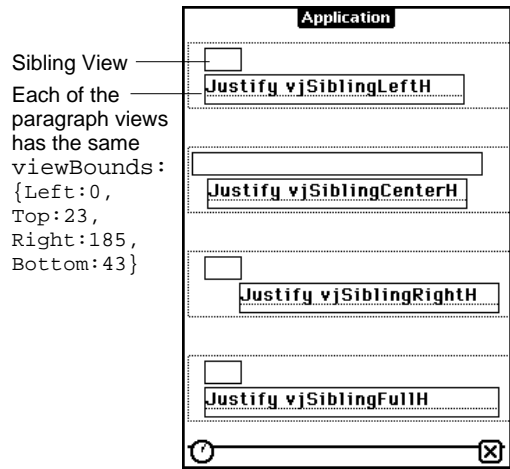 Application
Sibling View
Each of the
paragraph views
has the same
viewBounds:
{Left:0,
Top:23,
Right:185,
Bottom:43}
Justify vjSiblingLeftH
Justify vjSiblingCenterH
Justify vjSiblingRightH
Justify vjSiblingFullH